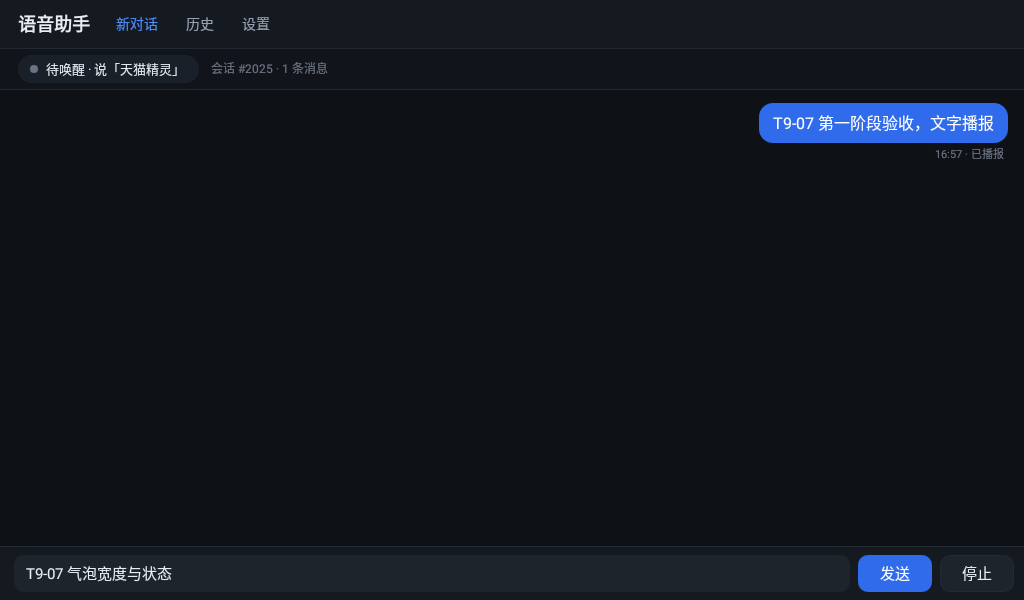 语音助手 新对话 历史 设置
待唤醒 · 说「天猫精灵」 会话 #2025 · 1 条消息
T9-07 第一阶段验收，文字播报
16:57 · 已播报
T9-07 气泡宽度与状态 发送 停止